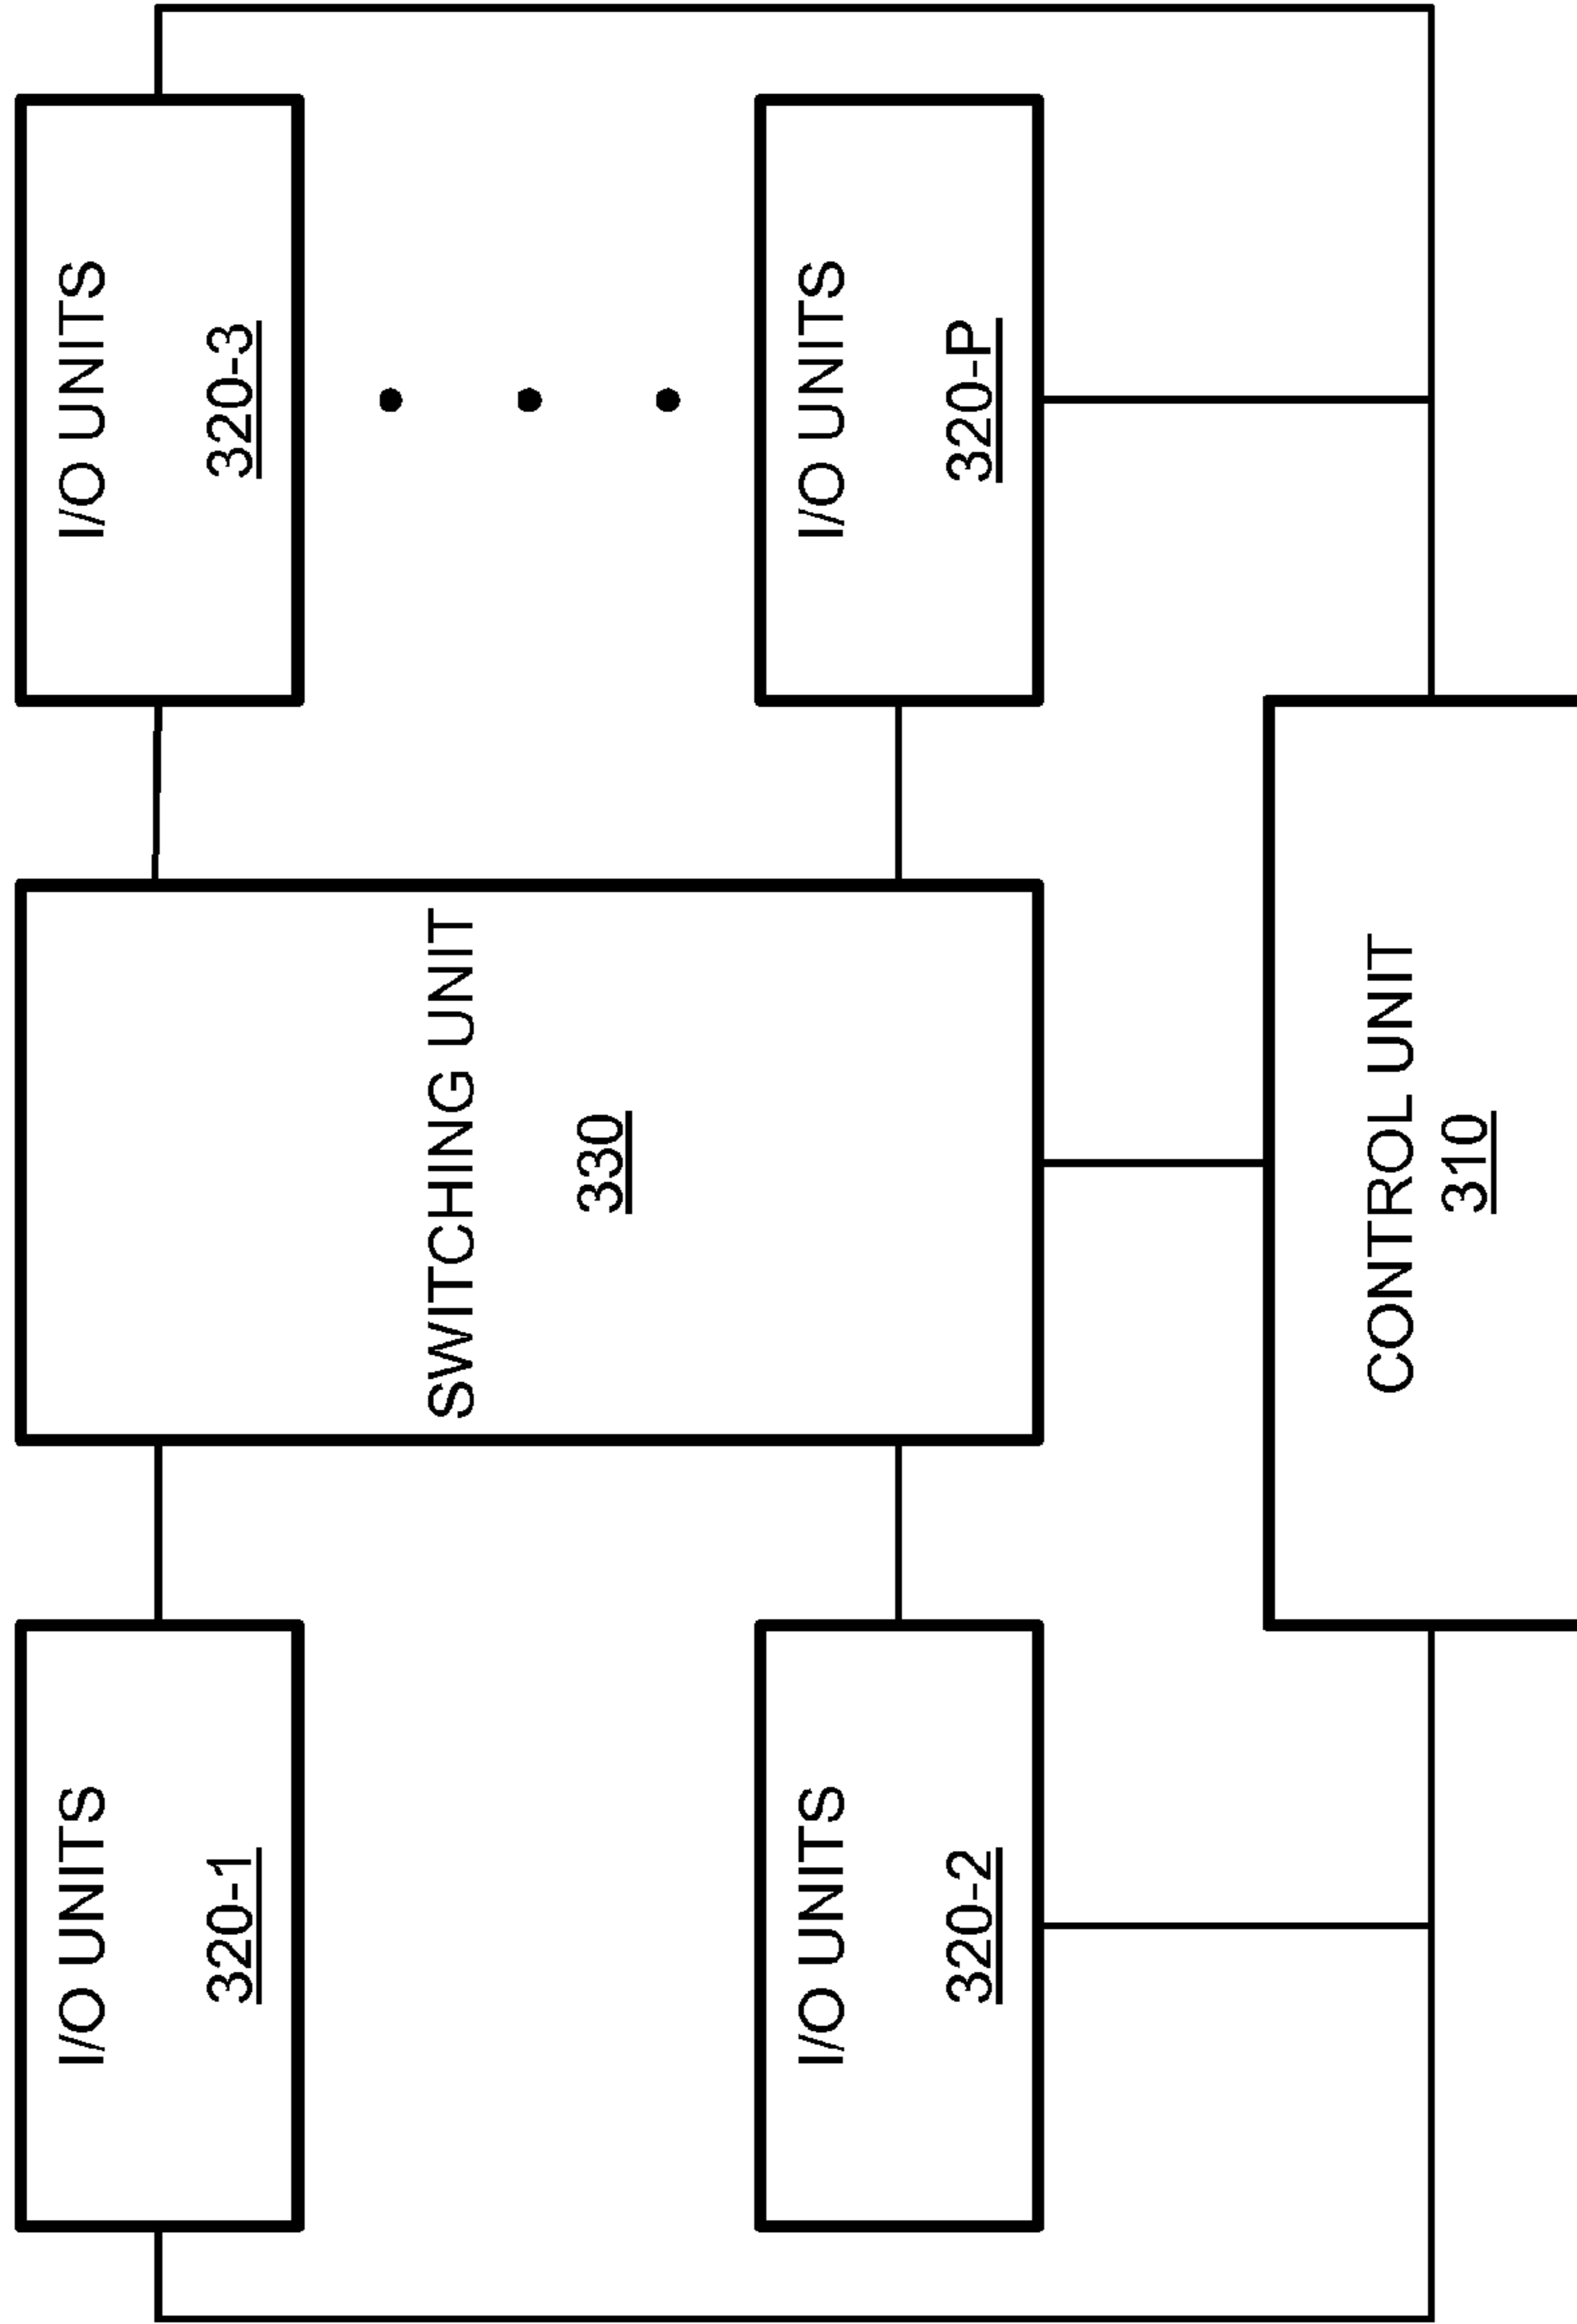 I/O UNITS
320-1
SWITCHING UNIT
330
I/O UNITS
320-3
I/O UNITS
320-2
I/O UNITS
320-P
CONTROL UNIT
310